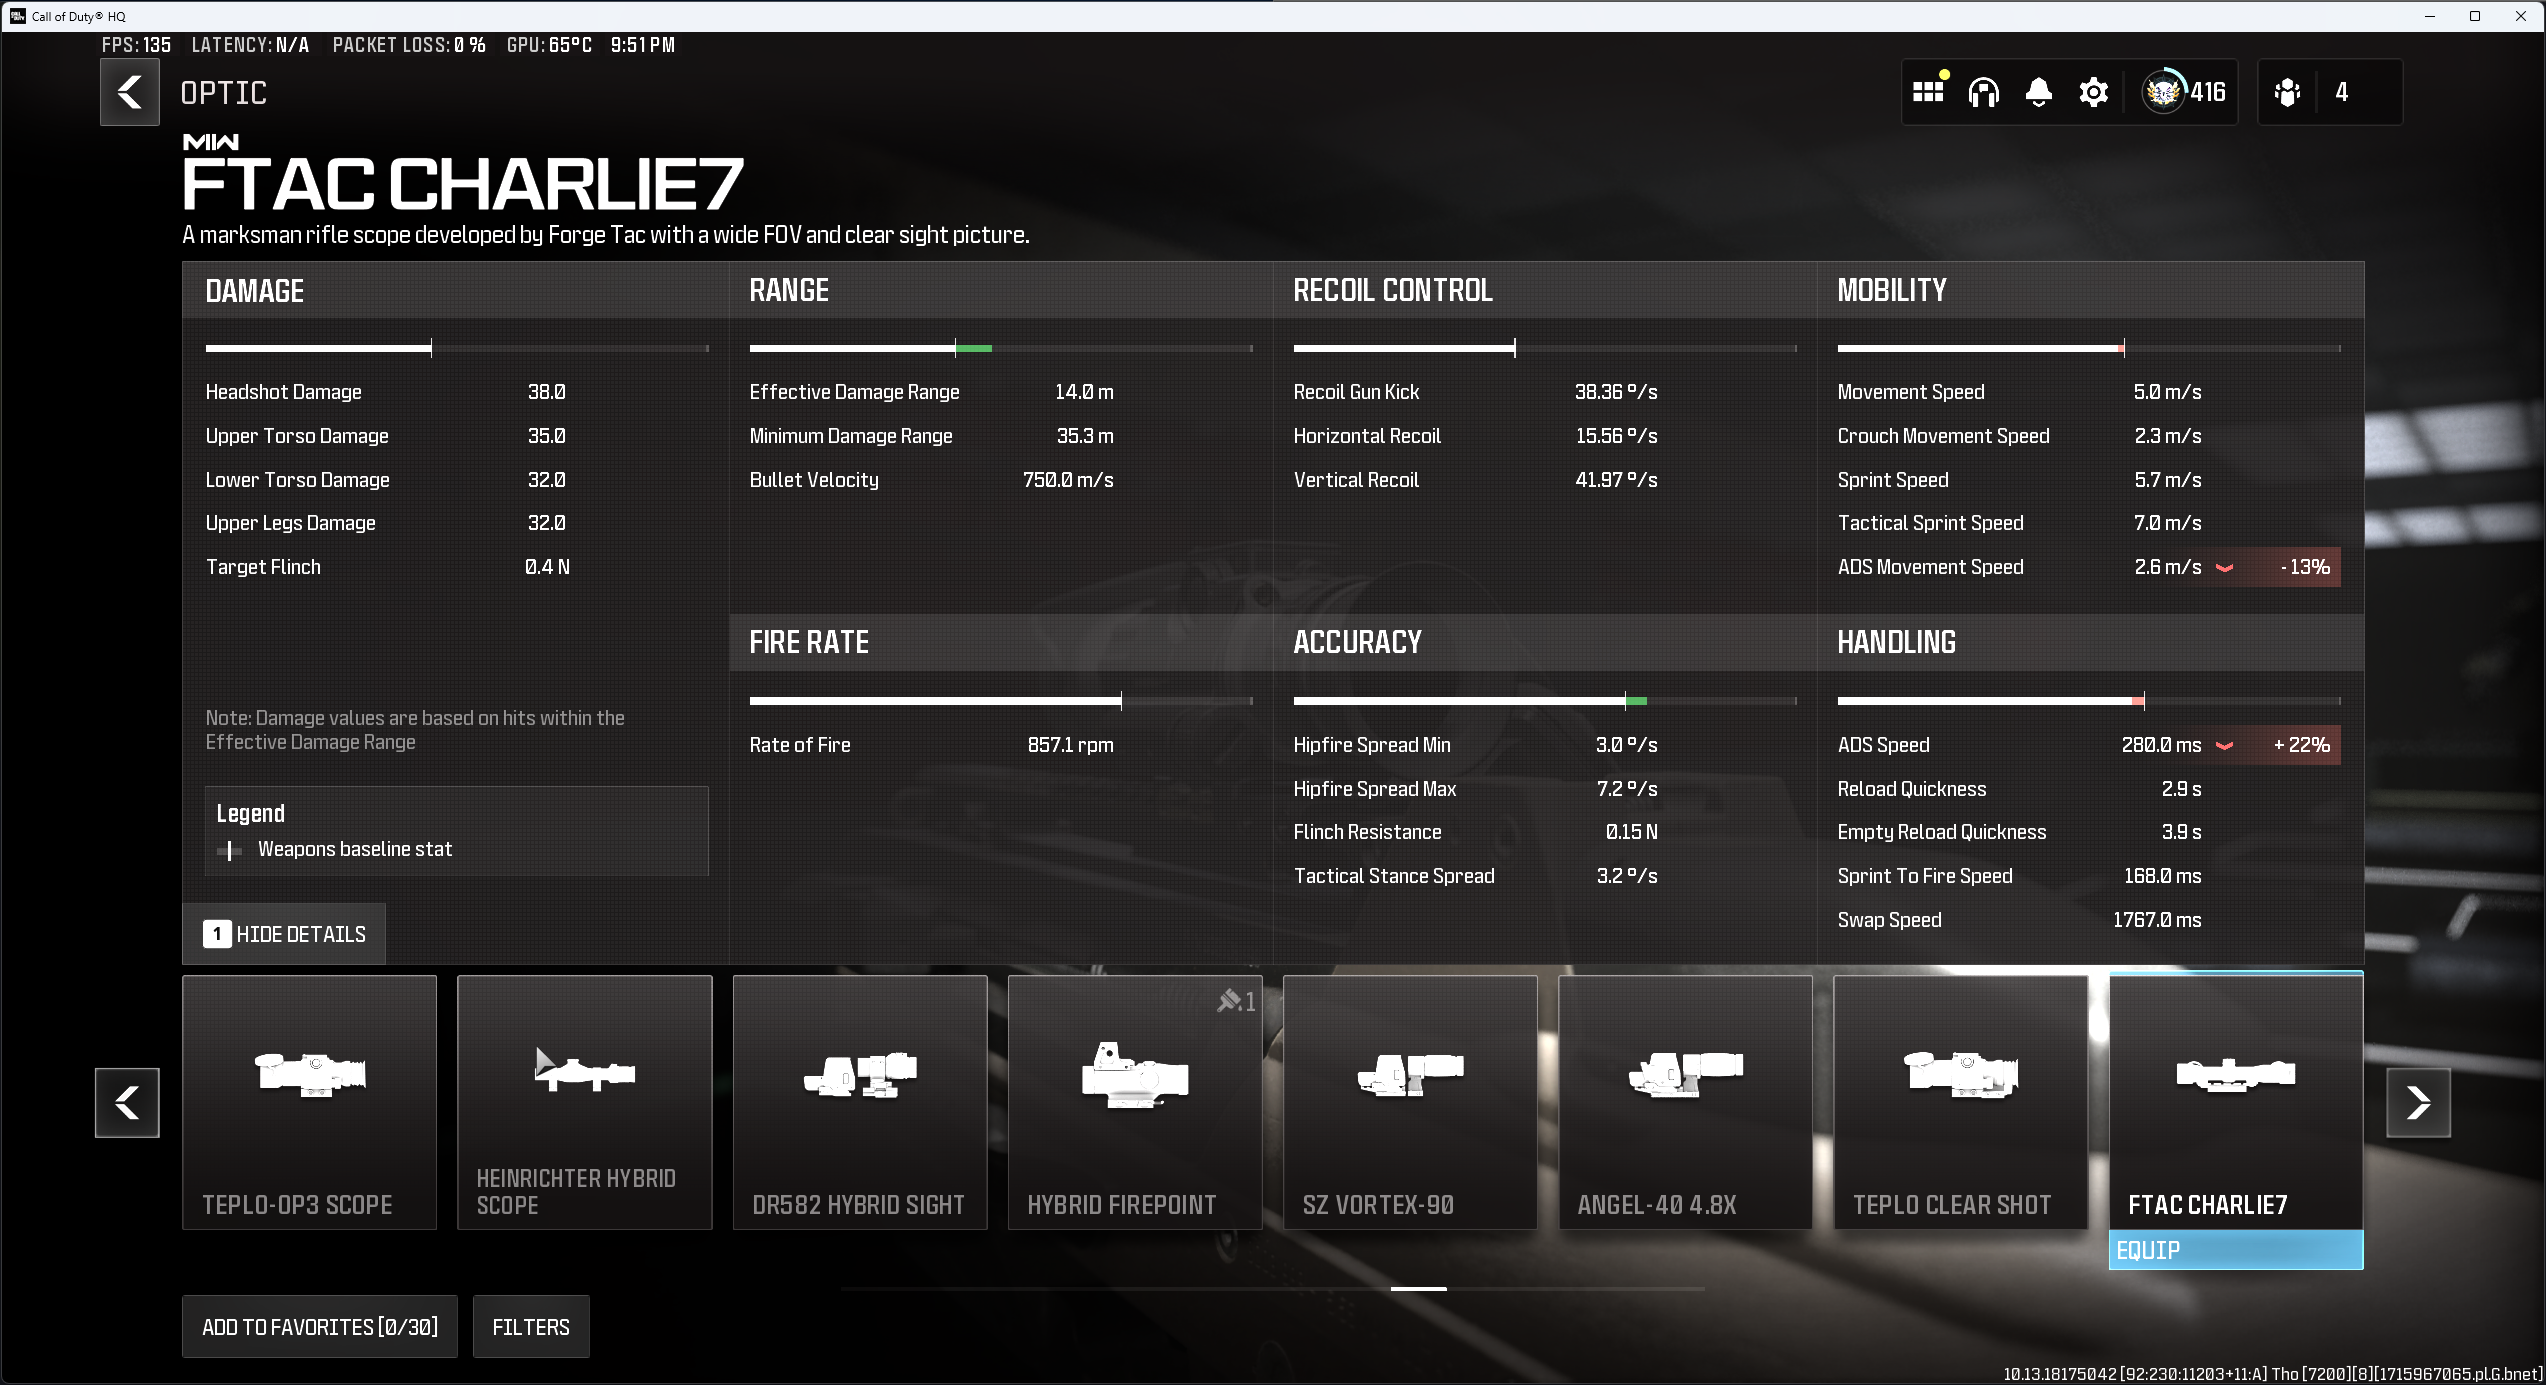 Call of Duty® HQ
FPS: 135 LATENCY: N/A PACKET LOSS: 0 % GPU: 65°C 9:51 PM
OPTIC
416
4
MW
FTAC CHARLIE7
A marksman rifle scope developed by Forge Tac with a wide FOV and clear sight picture.
DAMAGE
Headshot Damage 38.0
Upper Torso Damage 35.0
Lower Torso Damage 32.0
Upper Legs Damage 32.0
Target Flinch 0.4 N
Note: Damage values are based on hits within the
Effective Damage Range
Legend
Weapons baseline stat
1 HIDE DETAILS
RANGE
Effective Damage Range 14.0 m
Minimum Damage Range 35.3 m
Bullet Velocity 750.0 m/s
FIRE RATE
Rate of Fire 857.1 rpm
RECOIL CONTROL
Recoil Gun Kick 38.36 º/s
Horizontal Recoil 15.56 º/s
Vertical Recoil 41.97 º/s
ACCURACY
Hipfire Spread Min 3.0 º/s
Hipfire Spread Max 7.2 º/s
Flinch Resistance 0.15 N
Tactical Stance Spread 3.2 º/s
MOBILITY
Movement Speed 5.0 m/s
Crouch Movement Speed 2.3 m/s
Sprint Speed 5.7 m/s
Tactical Sprint Speed 7.0 m/s
ADS Movement Speed 2.6 m/s - 13%
HANDLING
ADS Speed 280.0 ms + 22%
Reload Quickness 2.9 s
Empty Reload Quickness 3.9 s
Sprint To Fire Speed 168.0 ms
Swap Speed 1767.0 ms
TEPLO-OP3 SCOPE
HEINRICHTER HYBRID
SCOPE
DR582 HYBRID SIGHT
1
HYBRID FIREPOINT
SZ VORTEX-90
ANGEL-40 4.8X
TEPLO CLEAR SHOT
FTAC CHARLIE7
EQUIP
ADD TO FAVORITES [0/30]
FILTERS
10.13.18175042 [92:230:11203+11:A] Tho [7200][8][1715967065.pl.G.bnet]